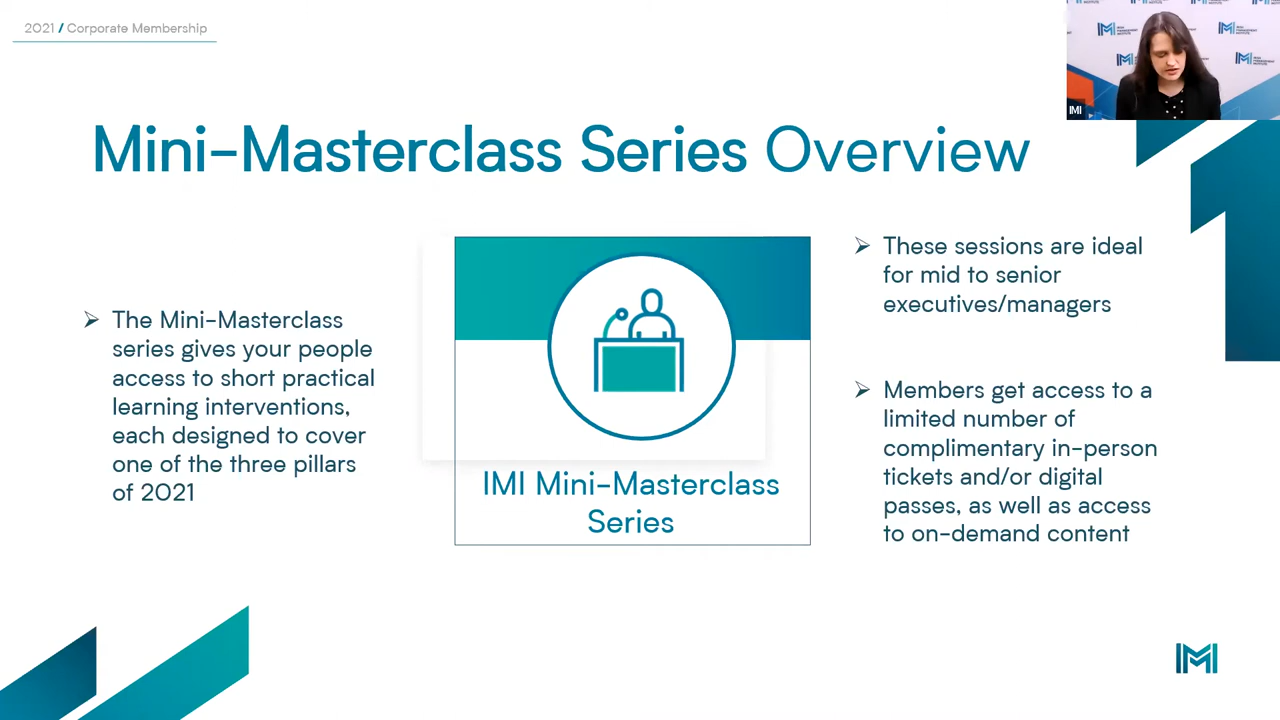 2021 / Corporate Membership
IMI
Mini-Masterclass Series Overview
➢ The Mini-Masterclass
series gives your people
access to short practical
learning interventions,
each designed to cover
one of the three pillars
of 2021
IMI Mini-Masterclass
Series
➢ These sessions are ideal
for mid to senior
executives/managers
➢ Members get access to a
limited number of
complimentary in-person
tickets and/or digital
passes, as well as access
to on-demand content
IMI